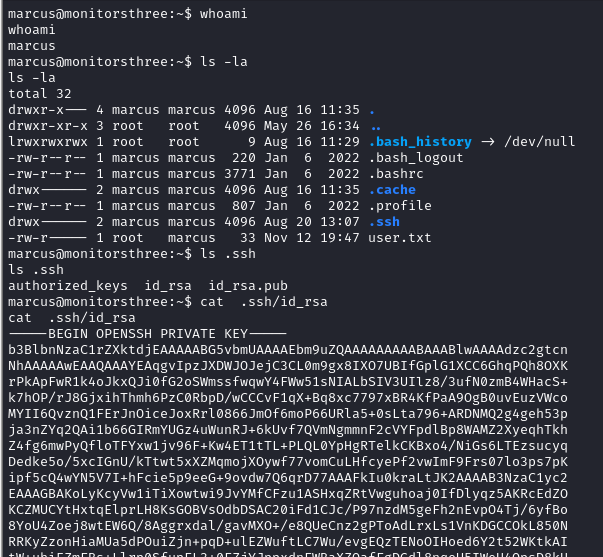 marcus@monitorsthree:~$ whoami
whoami
marcus
marcus@monitorsthree:~$ ls -la
ls -la
total 32
drwxr-x--- 4 marcus marcus 4096 Aug 16 11:35 .
drwxr-xr-x 3 root   root   4096 May 26 16:34 ..
lrwxrwxrwx 1 root   root      9 Aug 16 11:29 .bash_history -> /dev/null
-rw-r--r-- 1 marcus marcus  220 Jan  6  2022 .bash_logout
-rw-r--r-- 1 marcus marcus 3771 Jan  6  2022 .bashrc
drwx------ 2 marcus marcus 4096 Aug 16 11:35 .cache
-rw-r--r-- 1 marcus marcus  807 Jan  6  2022 .profile
drwx------ 2 marcus marcus 4096 Aug 20 13:07 .ssh
-rw-r----- 1 root   marcus   33 Nov 12 19:47 user.txt
marcus@monitorsthree:~$ ls .ssh
ls .ssh
authorized_keys  id_rsa  id_rsa.pub
marcus@monitorsthree:~$ cat  .ssh/id_rsa
cat  .ssh/id_rsa
-----BEGIN OPENSSH PRIVATE KEY-----
b3BlbnNzaC1rZXktdjEAAAAABG5vbmUAAAAEbm9uZQAAAAAAAAABAAABlwAAAAdzc2gtcn
NhAAAAAwEAAQAAAYEAqgvIpzJXDWJOJejC3CL0m9gx8IXO7UBIfGplG1XCC6GhqPQh8OXK
rPkApFwR1k4oJkxQJi0fG2oSWmssfwqwY4FWw51sNIALbSIV3UIlz8/3ufN0zmB4WHacS+
k7hOP/rJ8GjxihThmh6PzC0RbpD/wCCCvF1qX+Bq8xc7797xBR4KfPaA9OgB0uvEuzVWco
MYII6QvznQ1FErJnOiceJoxRrl0866JmOf6moP66URla5+0sLta796+ARDNMQ2g4geh53p
ja3nZYq2QAi1b66GIRmYUGz4uWunRJ+6kUvf7QVmNgmmnF2cVYFpdlBp8WAMZ2XyeqhTkh
Z4fg6mwPyQfloTFYxw1jv96F+Kw4ET1tTL+PLQL0YpHgRTelkCKBxo4/NiGs6LTEzsucyq
Dedke5o/5xcIGnU/kTtwt5xXZMqmojXOywf77vomCuLHfcyePf2vwImF9Frs07lo3ps7pK
ipf5cQ4wYN5V7I+hFcie5p9eeG+9ovdw7Q6qrD77AAAFkIu0kraLtJK2AAAAB3NzaC1yc2
EAAAGBAKoLyKcyVw1iTiXowtwi9JvYMfCFzu1ASHxqZRtVwguhoaj0IfDlyqz5AKRcEdZO
KCZMUCYtHxtqElprLH8KsGOBVsOdbDSAC20iFd1CJc/P97nzdM5geFh2nEvpO4Tj/6yfBo
8YoU4Zoej8wtEW6Q/8Aggrxdal/gavMXO+/e8QUeCnz2gPToAdLrxLs1VnKDGCCOkL850N
RRKyZzonHiaMUa5dPOuiZjn+pqD+ulEZWuftLC7Wu/evgEQzTENoOIHoed6Y2t52WKtkAI